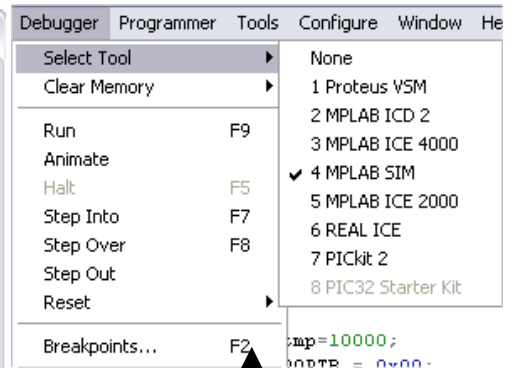 Debugger Programmer Tools Configure Window He
Select Tool
Clear Memory
Run F9
Animate
Halt F5
Step Into F7
Step Over F8
Step Out
Reset
Breakpoints... F2
None
1 Proteus VSM
2 MPLAB ICD 2
3 MPLAB ICE 4000
4 MPLAB SIM
5 MPLAB ICE 2000
6 REAL ICE
7 PICkit 2
8 PIC32 Starter Kit
mp=10000;
= 0x00;